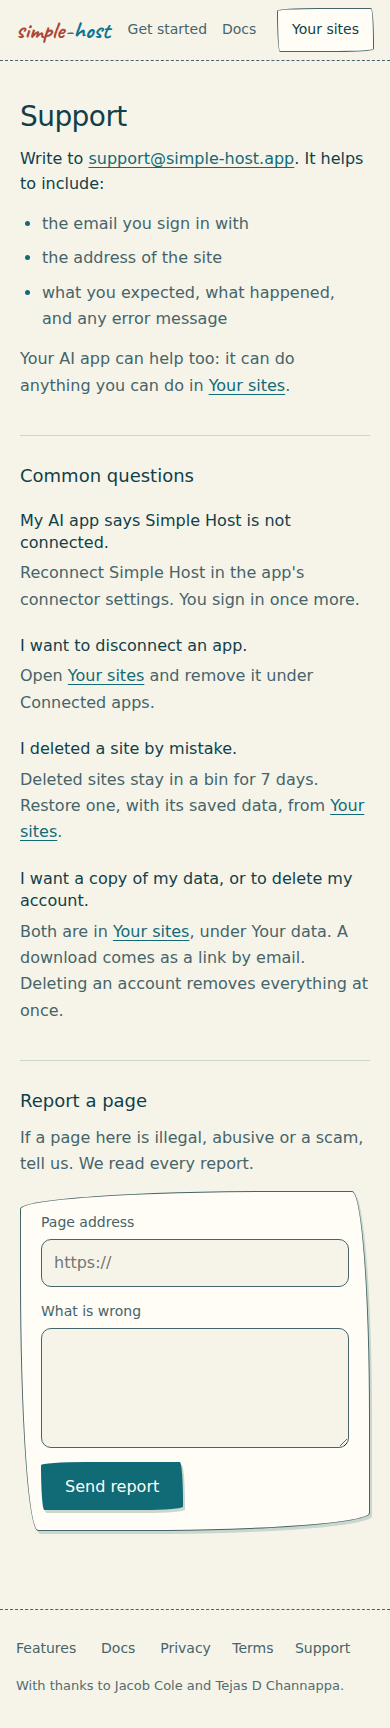 simple-host Get started Docs Your sites
Support
Write to support@simple-host.app. It helps
to include:
the email you sign in with
the address of the site
what you expected, what happened,
and any error message
Your AI app can help too: it can do
anything you can do in Your sites.
Common questions
My AI app says Simple Host is not
connected.
Reconnect Simple Host in the app's
connector settings. You sign in once more.
I want to disconnect an app.
Open Your sites and remove it under
Connected apps.
I deleted a site by mistake.
Deleted sites stay in a bin for 7 days.
Restore one, with its saved data, from Your
sites.
I want a copy of my data, or to delete my
account.
Both are in Your sites, under Your data. A
download comes as a link by email.
Deleting an account removes everything at
once.
Report a page
If a page here is illegal, abusive or a scam,
tell us. We read every report.
Page address
https://
What is wrong
Send report
Features Docs Privacy Terms Support
With thanks to Jacob Cole and Tejas D Channappa.